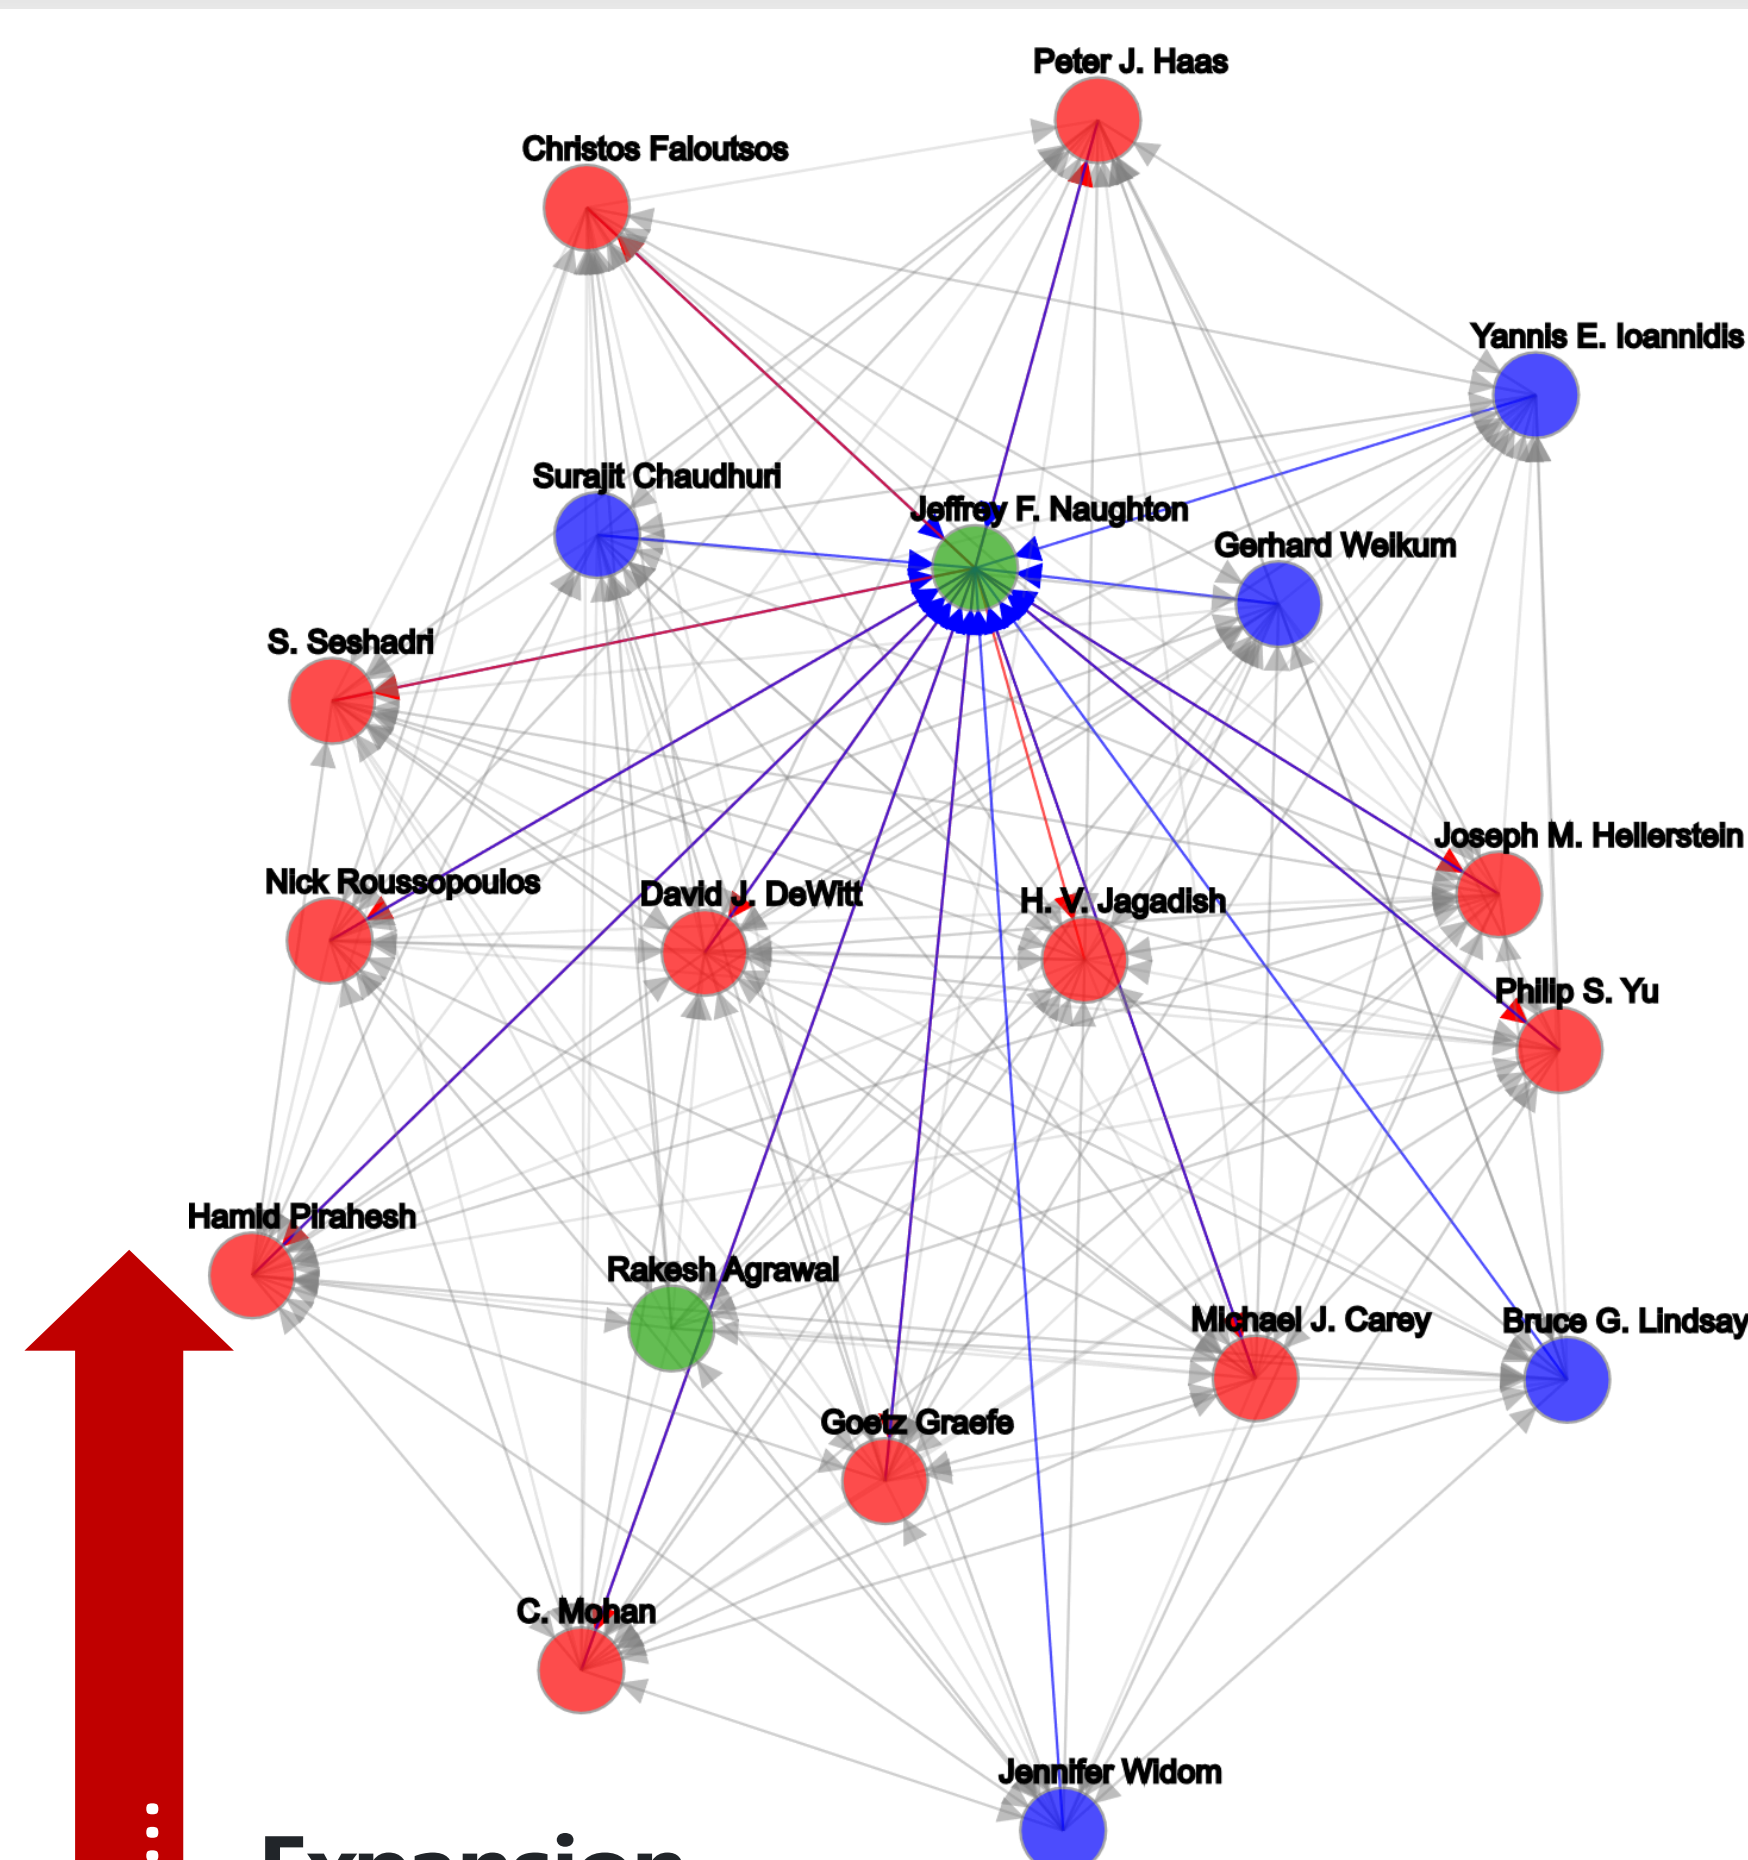 Peter J. Haas
Christos Faloutsos
Yannis E. Ioannidis
Surajit Chaudhuri
Jeffrey F. Naughton
Gerhard Weikum
S. Seshadri
Joseph M. Hellerstein
Nick Roussopoulos
David J. DeWitt
H. V. Jagadish
Philip S. Yu
Hamid Pirahesh
Rakesh Agrawal
Michael J. Carey
Bruce G. Lindsay
Goetz Graefe
C. Mohan
Jennifer Widom
Expansion